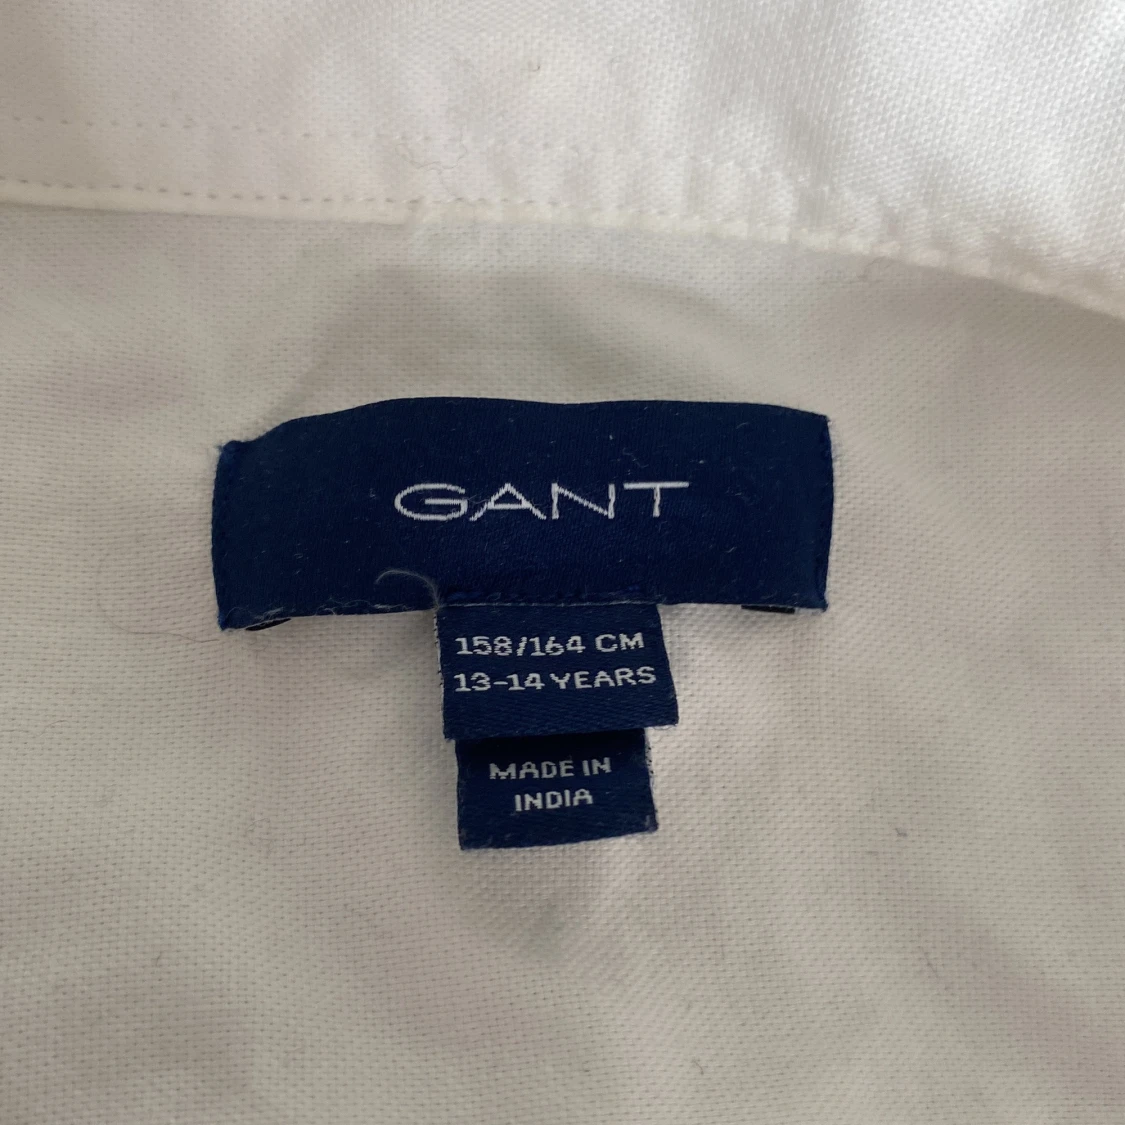 GANT
158/164 CM
13-14 YEARS
MADE IN
INDIA